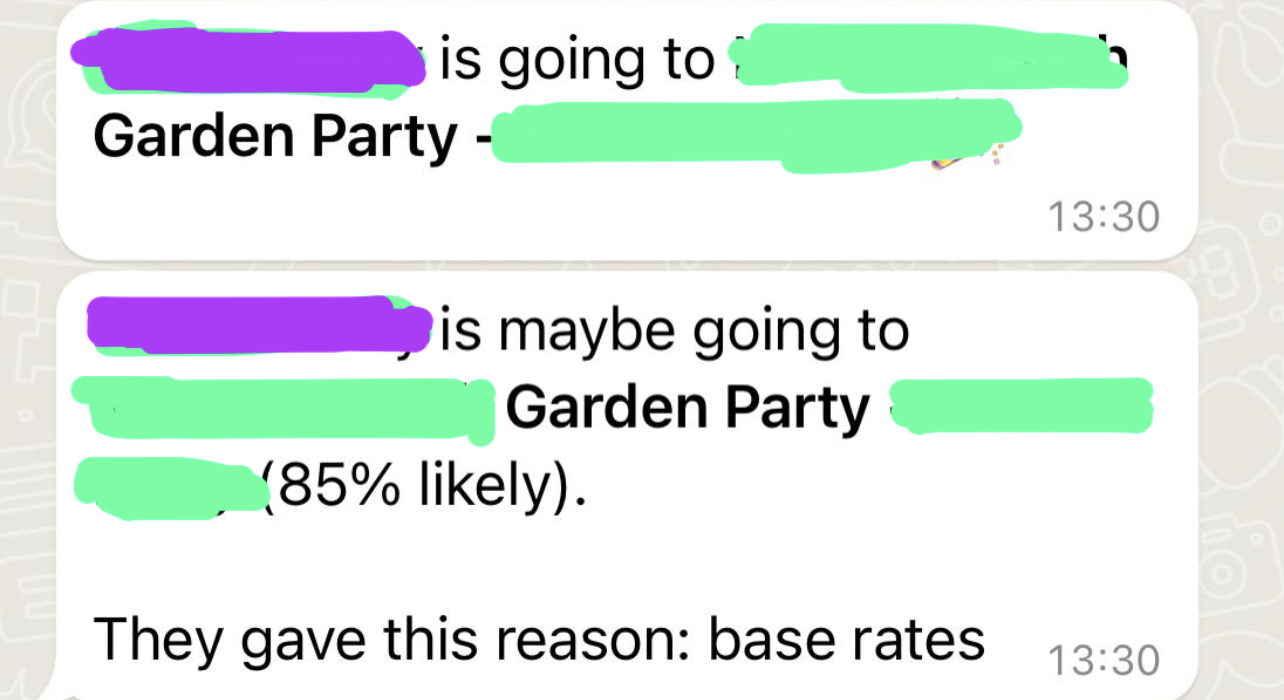 is going to
Garden Party -
13:30
is maybe going to
Garden Party
(85% likely).
They gave this reason: base rates
13:30